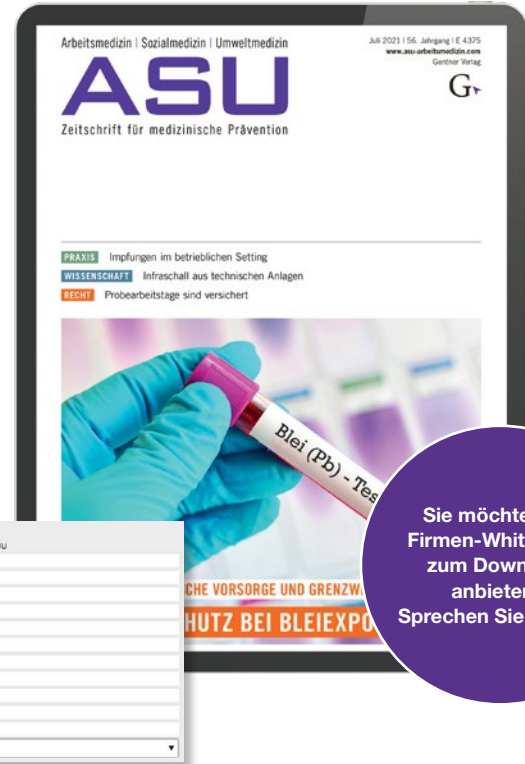 Arbeitsmedizin | Sozialmedizin | Umweltmedizin
Juli 2021 | 56. Jahrgang | E 4375
www.asu-arbeitsmedizin.com
Gentner Verlag
G
ASU
Zeitschrift für medizinische Prävention
PRAXIS Impfungen im betrieblichen Setting
WISSENSCHAFT Infraschall aus technischen Anlagen
RECHT Probearbeitstage sind versichert
Blei (Pb) - Tes
CHE VORSORGE UND GRENZW
HUTZ BEI BLEIEXPO
Sie möchte
Firmen-Whit
zum Down
anbieten
Sprechen Sie